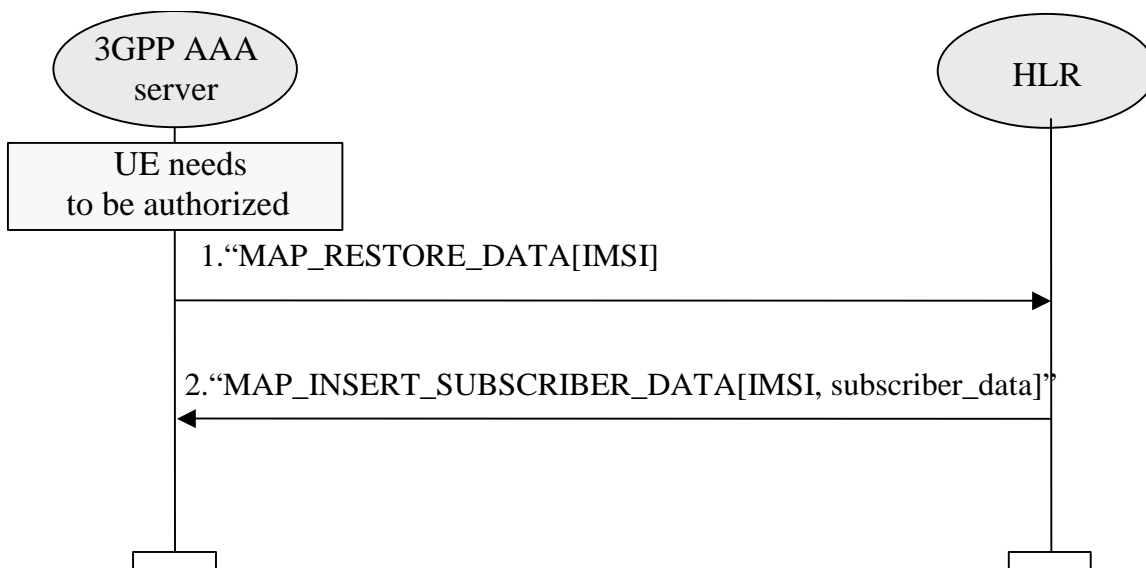 3GPP AAA
server
HLR
UE needs
to be authorized
1.“MAP_RESTORE_DATA[IMSI]
2.“MAP_INSERT_SUBSCRIBER_DATA[IMSI, subscriber_data]”